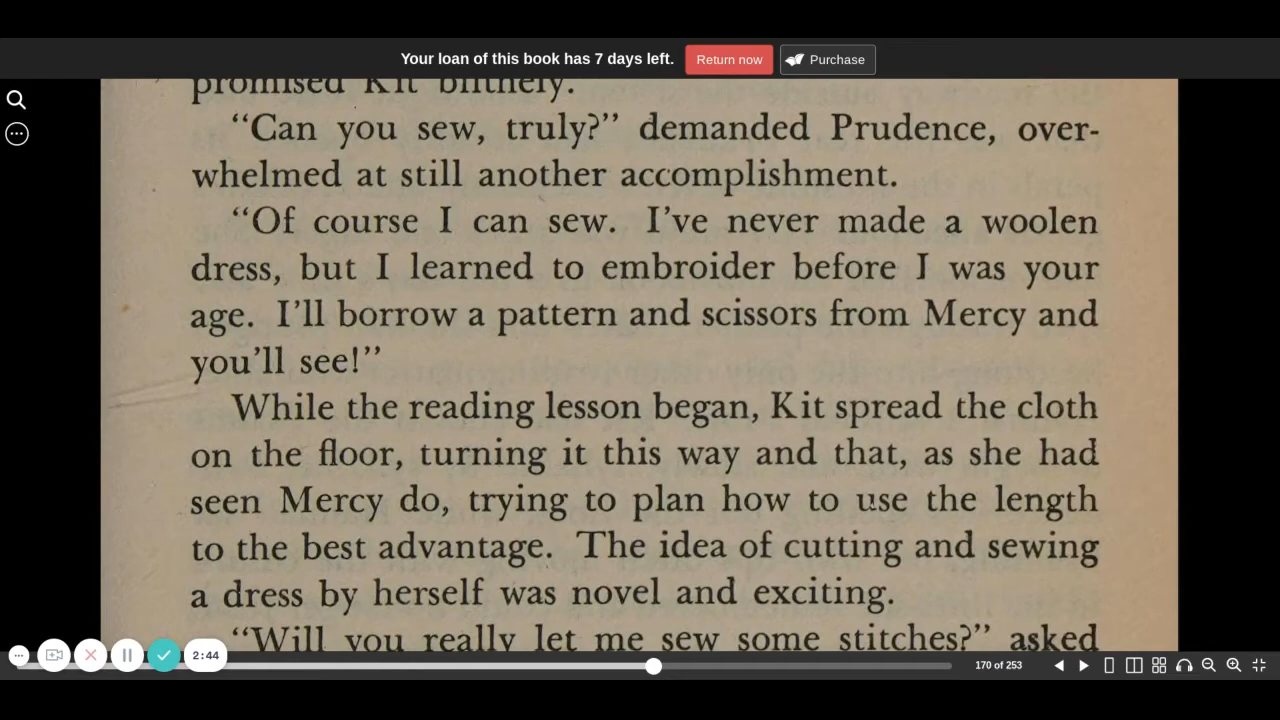 Your loan of this book has 7 days left. Return now Purchase
promised Kit blithely.
“Can you sew, truly?” demanded Prudence, over-
whelmed at still another accomplishment.
“Of course I can sew. I’ve never made a woolen
dress, but I learned to embroider before I was your
age. I’ll borrow a pattern and scissors from Mercy and
you’ll see!”
While the reading lesson began, Kit spread the cloth
on the floor, turning it this way and that, as she had
seen Mercy do, trying to plan how to use the length
to the best advantage. The idea of cutting and sewing
a dress by herself was novel and exciting.
“Will you really let me sew some stitches?” asked
2:44
170 of 253